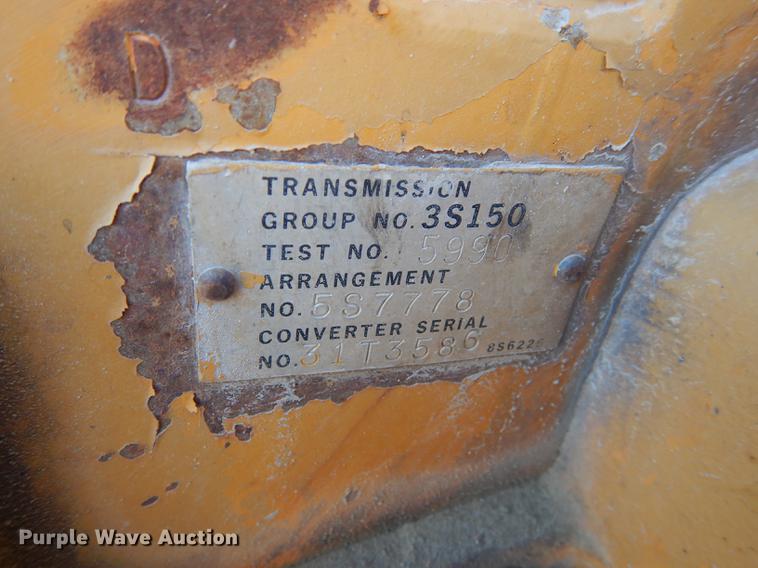 D
TRANSMISSION
GROUP NO. 3S150
TEST NO. 5990
ARRANGEMENT
NO. 5S7778
CONVERTER SERIAL
NO. 31T3586
Purple Wave Auction®